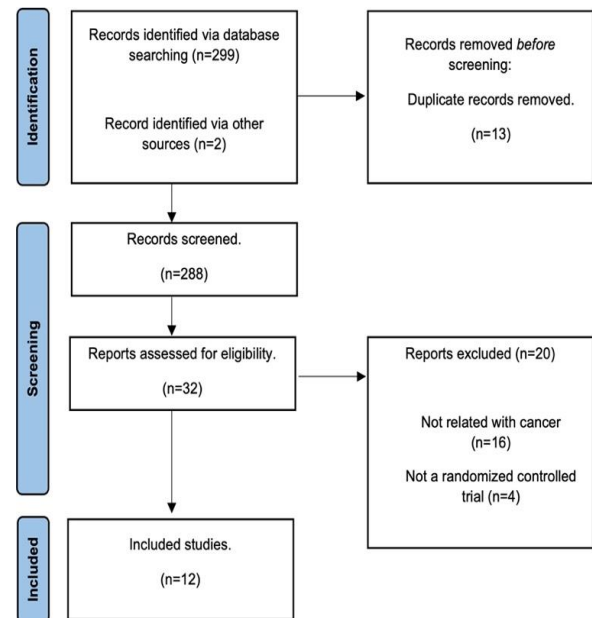 Identification
Records identified via database
searching (n=299)
Record identified via other
sources (n=2)
Records removed before
screening:
Duplicate records removed.
(n=13)
Screening
Records screened.
(n=288)
Reports assessed for eligibility.
(n=32)
Reports excluded (n=20)
Not related with cancer
(n=16)
Not a randomized controlled
trial (n=4)
Included
Included studies.
(n=12)